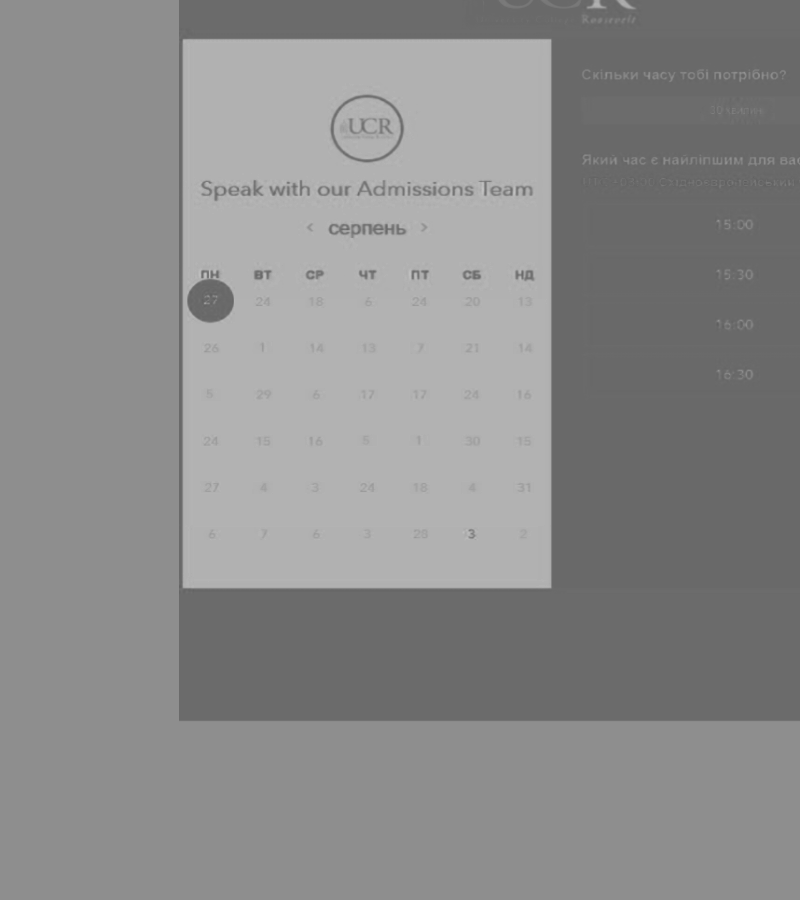 UCR
Roosevelt
UCR
Speak with our Admissions Team
< серпень >
ПН ВТ СР ЧТ ПТ СБ НД
27 24 18 6 24 20 13
26 1 14 13 7 21 14
5 29 6 17 17 24 16
24 15 16 5 1 30 15
27 4 3 24 18 4 31
6 7 6 3 28 3 2
Скільки часу тобі потрібно?
Який час є найліпшим для вас
15:00
15:30
16:00
16:30